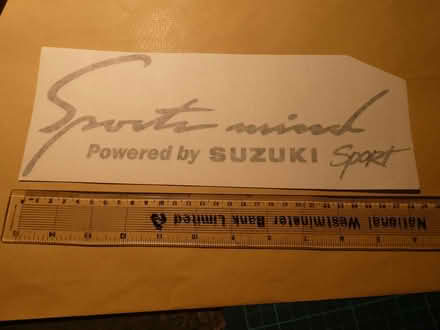 Sports mind
Powered by SUZUKI Sport
National Westminster
Bank Limited